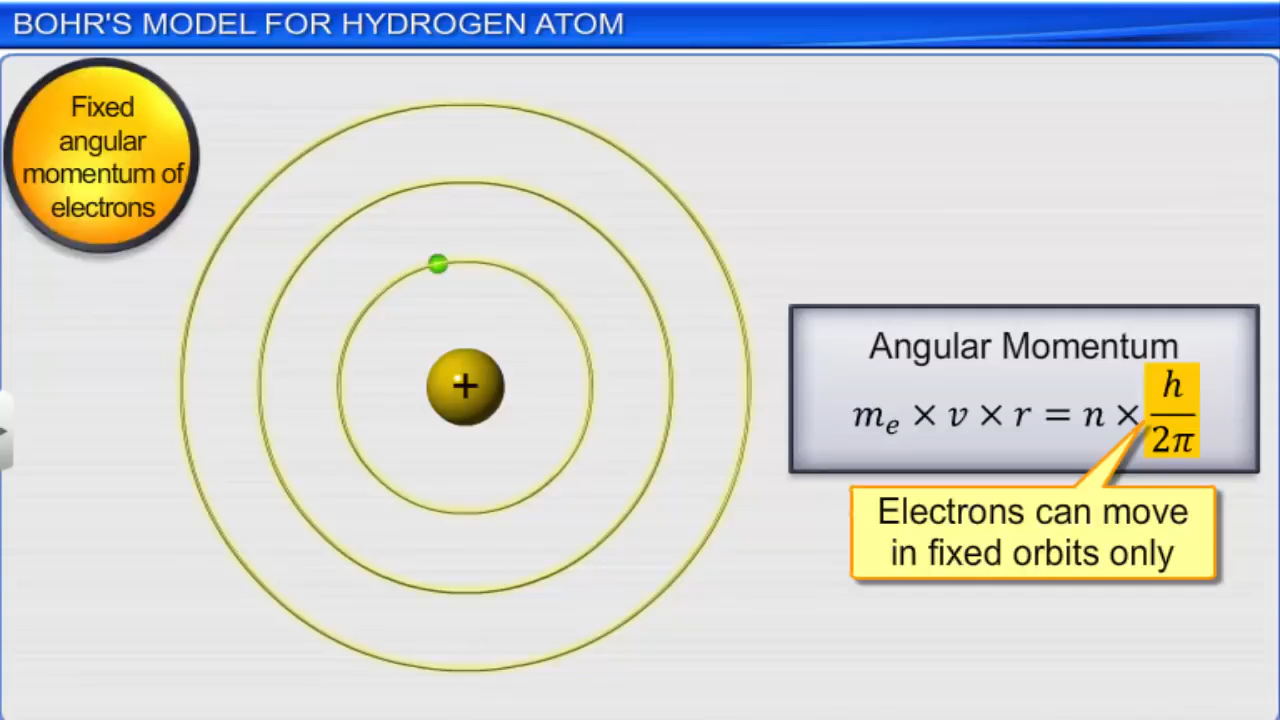 BOHR'S MODEL FOR HYDROGEN ATOM
Fixed
angular
momentum of
electrons
+
Angular Momentum
mₑ × v × r = n × h/2π
Electrons can move
in fixed orbits only